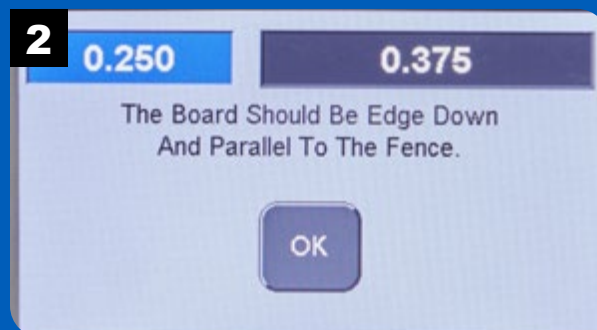 2
0.250 0.375
The Board Should Be Edge Down
And Parallel To The Fence.
OK